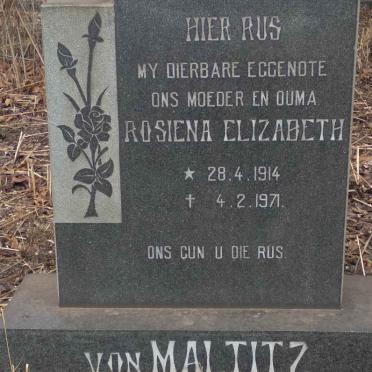 HIER RUS
MY DIERBARE EGGENOTE
ONS MOEDER EN OUMA
ROSIENA ELIZABETH
★ 28.4.1914
† 4.2.1971.
ONS GUN U DIE RUS.
VON MALTITZ